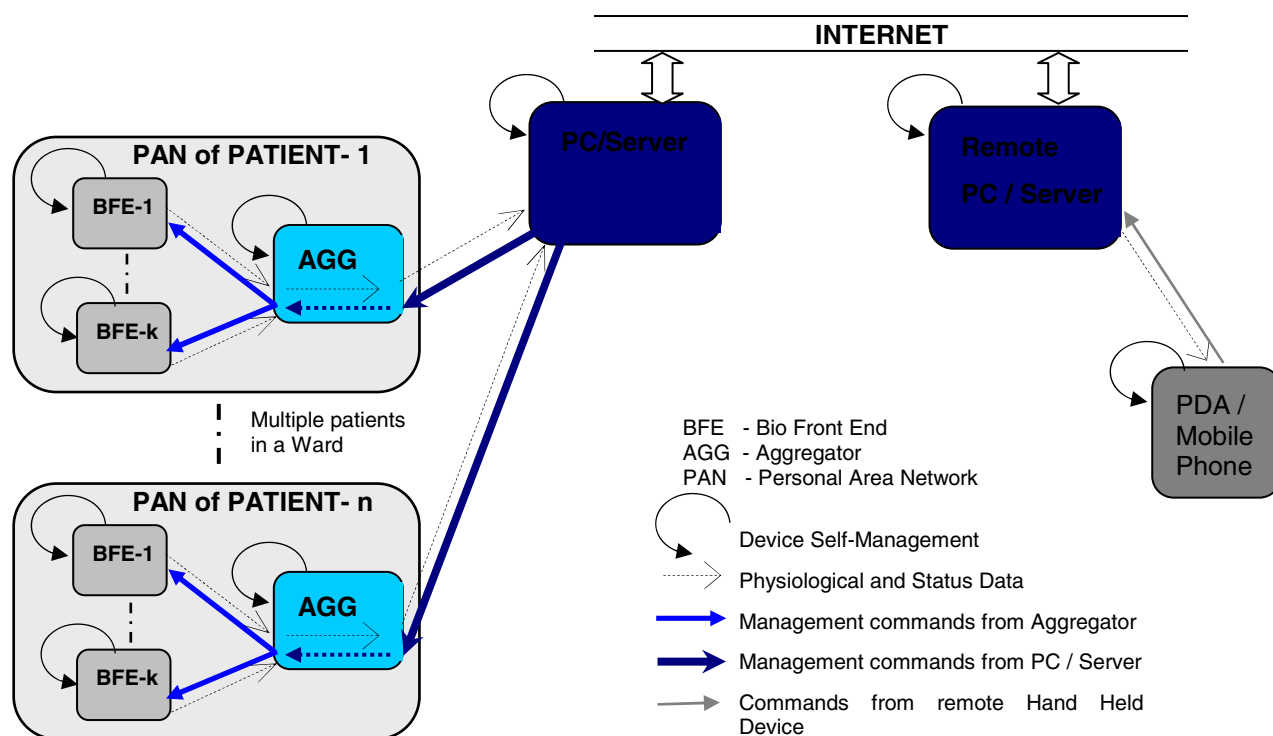 INTERNET
PC/Server
Remote
PC / Server
PAN of PATIENT- 1
BFE-1
AGG
BFE-k
Multiple patients
in a Ward
PAN of PATIENT- n
BFE-1
AGG
BFE-k
PDA /
Mobile
Phone
BFE - Bio Front End
AGG - Aggregator
PAN - Personal Area Network
Device Self-Management
Physiological and Status Data
Management commands from Aggregator
Management commands from PC / Server
Commands from remote Hand Held
Device